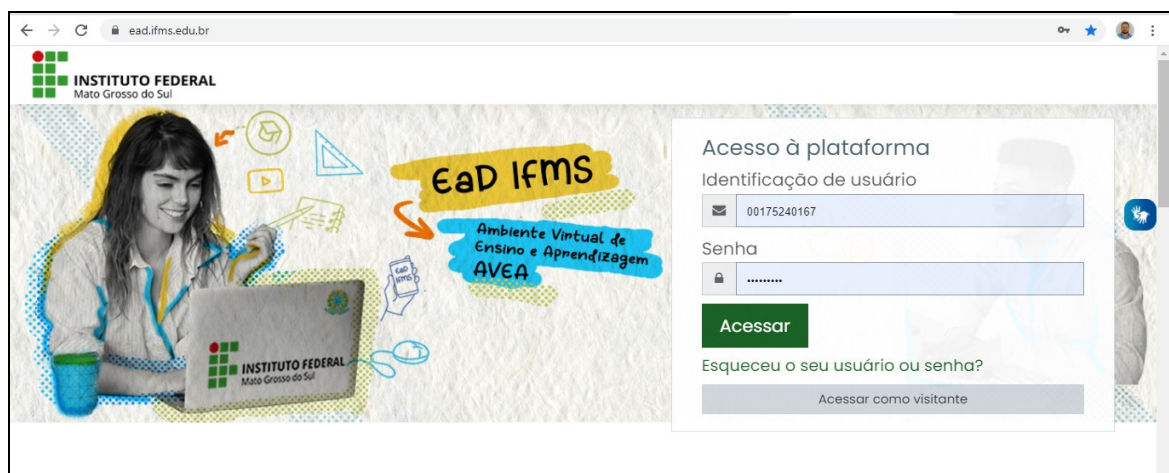 ead.ifms.edu.br
INSTITUTO FEDERAL
Mato Grosso do Sul
EaD IFMS
Ambiente Virtual de
Ensino e Aprendizagem
AVEA
EaD
IFMS
INSTITUTO FEDERAL
Mato Grosso do Sul
Acesso à plataforma
Identificação de usuário
00175240167
Senha
•••••••••
Acessar
Esqueceu o seu usuário ou senha?
Acessar como visitante